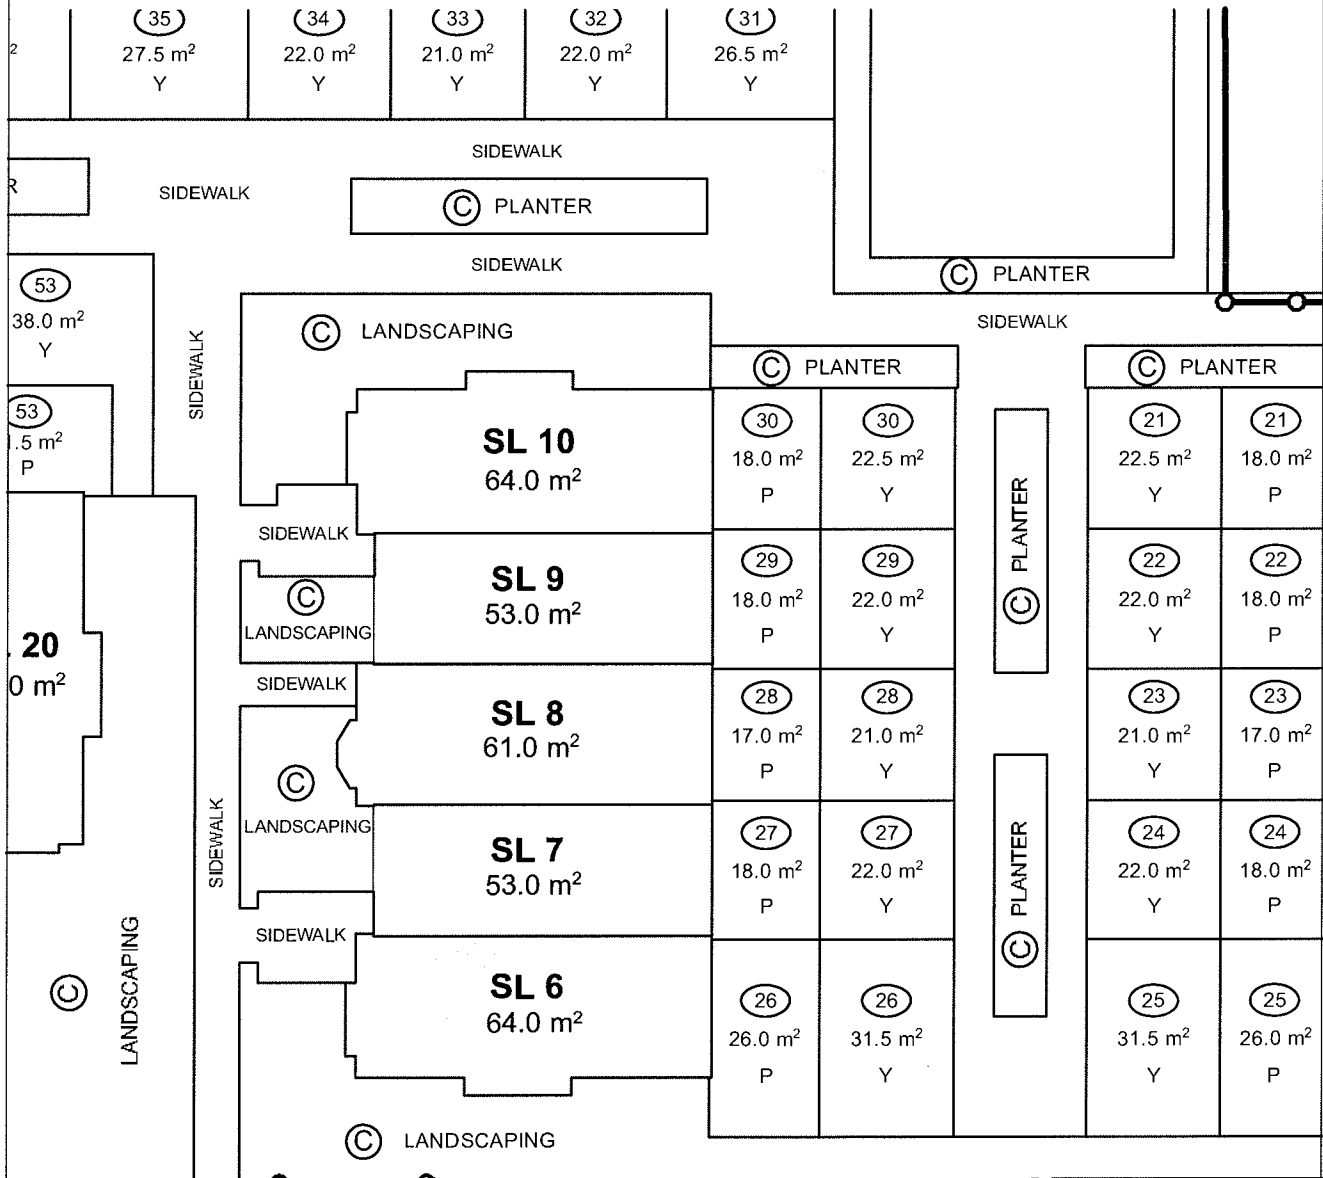 35
27.5 m²
Y
34
22.0 m²
Y
33
21.0 m²
Y
32
22.0 m²
Y
31
26.5 m²
Y
SIDEWALK
SIDEWALK
C PLANTER
SIDEWALK
C PLANTER
SIDEWALK
53
38.0 m²
Y
53
.5 m²
P
SIDEWALK
C LANDSCAPING
C PLANTER
C PLANTER
SL 10
64.0 m²
30
18.0 m²
P
30
22.5 m²
Y
C PLANTER
21
22.5 m²
Y
21
18.0 m²
P
SIDEWALK
SL 9
53.0 m²
C
LANDSCAPING
29
18.0 m²
P
29
22.0 m²
Y
22
22.0 m²
Y
22
18.0 m²
P
20
0 m²
SIDEWALK
SL 8
61.0 m²
28
17.0 m²
P
28
21.0 m²
Y
23
21.0 m²
Y
23
17.0 m²
P
C
LANDSCAPING
SIDEWALK
SL 7
53.0 m²
27
18.0 m²
P
27
22.0 m²
Y
C PLANTER
24
22.0 m²
Y
24
18.0 m²
P
SIDEWALK
C LANDSCAPING
SL 6
64.0 m²
26
26.0 m²
P
26
31.5 m²
Y
25
31.5 m²
Y
25
26.0 m²
P
C LANDSCAPING